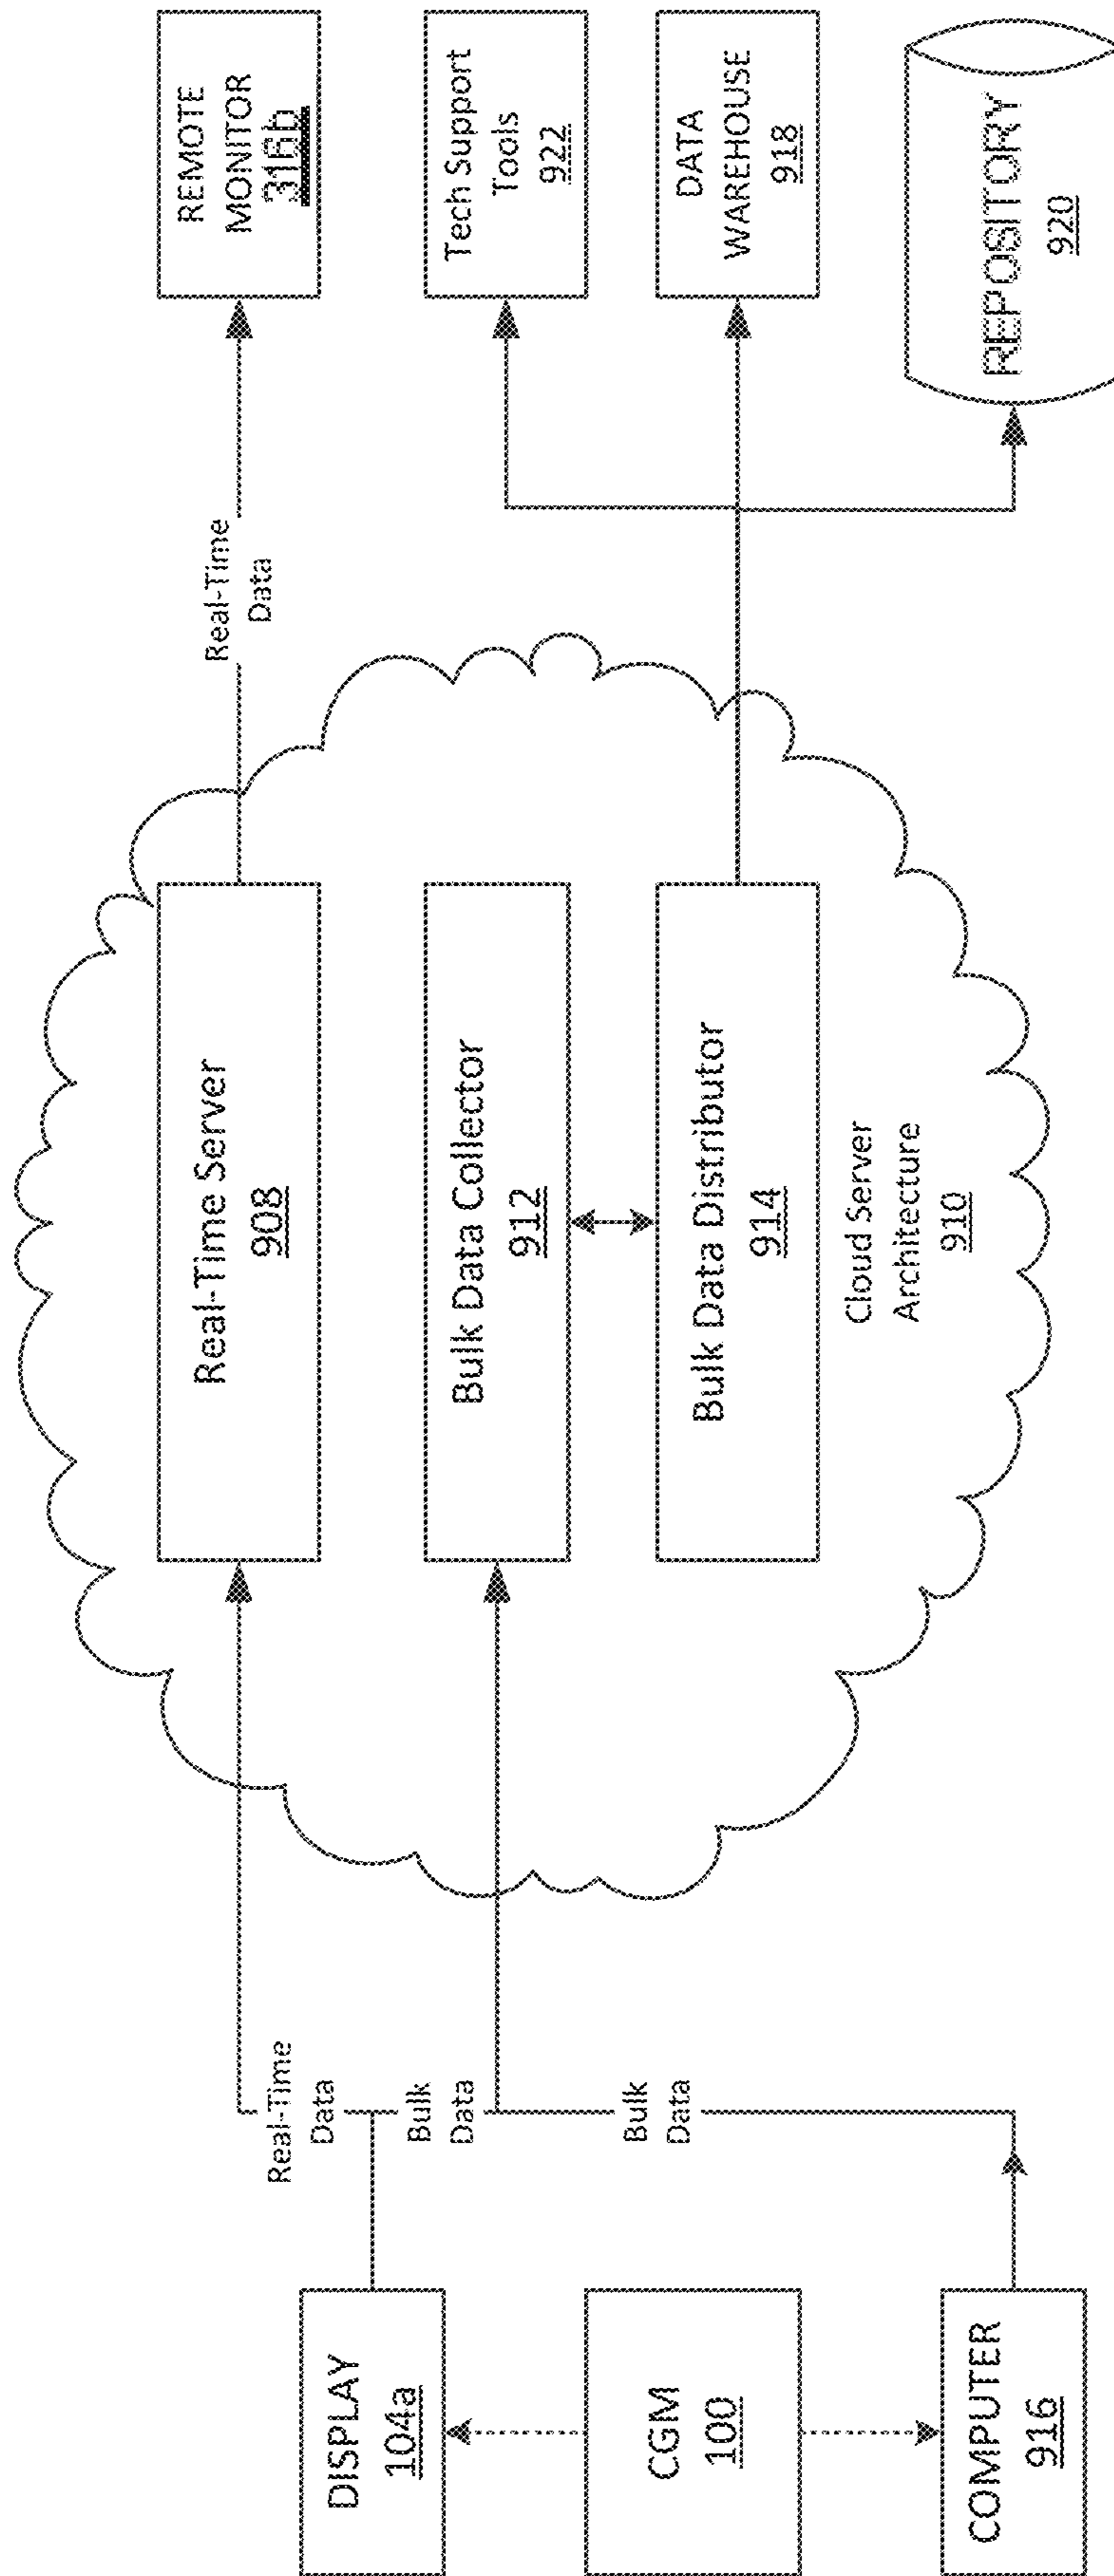 DISPLAY
104a
CGM
100
COMPUTER
916
Real-Time
Data
Bulk
Data
Bulk
Data
Real-Time Server
908
Bulk Data Collector
912
Bulk Data Distributor
914
Cloud Server
Architecture
910
Real-Time
Data
REMOTE
MONITOR
316b
Tech Support
Tools
922
DATA
WAREHOUSE
918
REPOSITORY
920